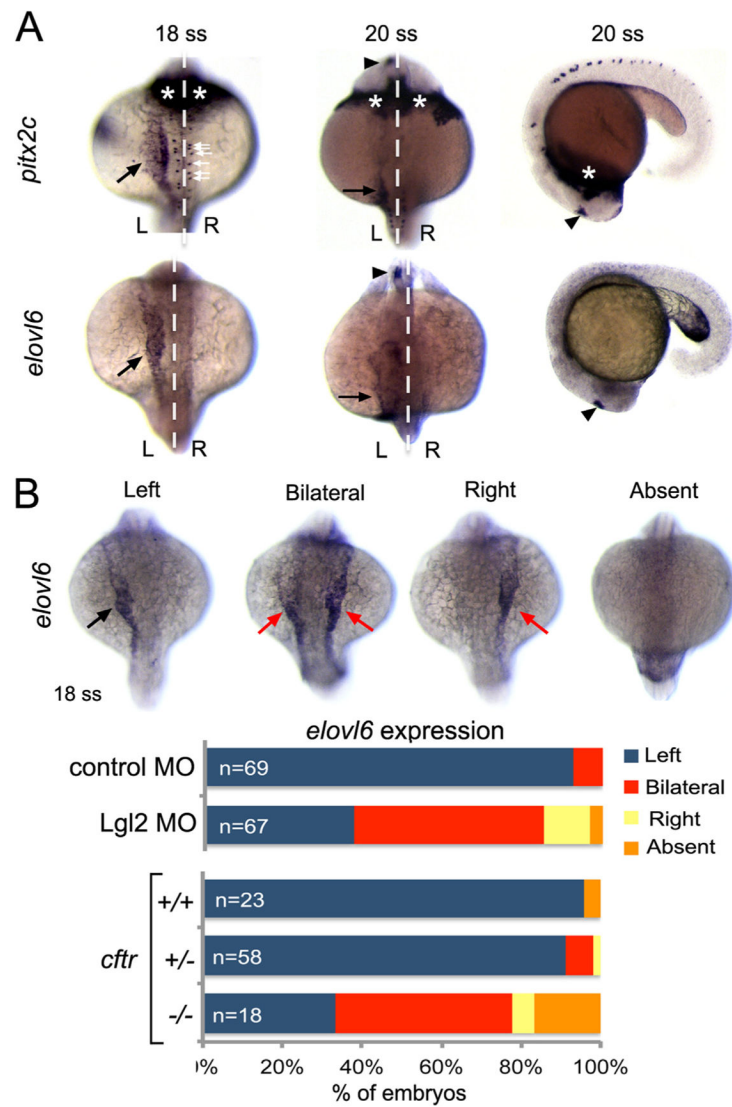 A
18 ss
20 ss
20 ss
pitx2c
* *
* *
*
L R
L R
elovl6
L R
L R
B
Left
Bilateral
Right
Absent
elovl6
18 ss
elovl6 expression
control MO
n=69
Lgl2 MO
n=67
Left
Bilateral
Right
Absent
cftr
+/+
n=23
+/-
n=58
-/-
n=18
0%
20%
40%
60%
80%
100%
% of embryos